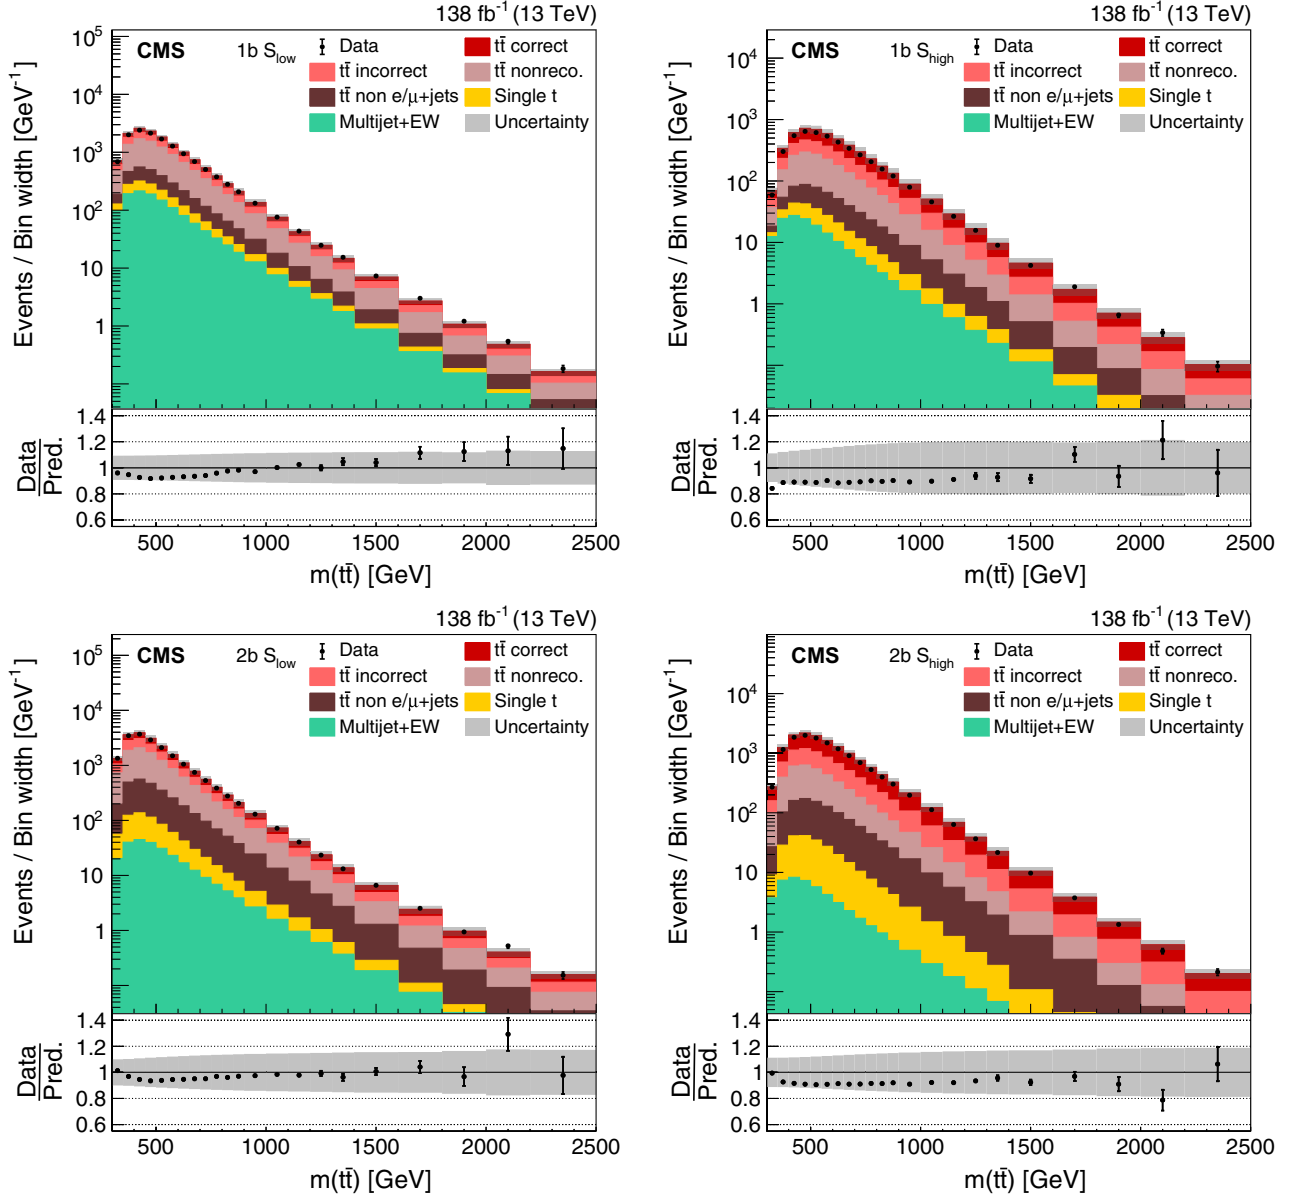 138 fb⁻¹ (13 TeV)
CMS 1b S_low
Data
tt̄ correct
tt̄ incorrect
tt̄ nonreco.
tt̄ non e/μ+jets
Single t
Multijet+EW
Uncertainty
Events / Bin width [GeV⁻¹]
10⁵
10⁴
10³
10²
10
1
Data
Pred.
1.4
1.2
1
0.8
0.6
500 1000 1500 2000 2500
m(tt̄) [GeV]
138 fb⁻¹ (13 TeV)
CMS 1b S_high
Data
tt̄ correct
tt̄ incorrect
tt̄ nonreco.
tt̄ non e/μ+jets
Single t
Multijet+EW
Uncertainty
Events / Bin width [GeV⁻¹]
10⁴
10³
10²
10
1
Data
Pred.
1.4
1.2
1
0.8
0.6
500 1000 1500 2000 2500
m(tt̄) [GeV]
138 fb⁻¹ (13 TeV)
CMS 2b S_low
Data
tt̄ correct
tt̄ incorrect
tt̄ nonreco.
tt̄ non e/μ+jets
Single t
Multijet+EW
Uncertainty
Events / Bin width [GeV⁻¹]
10⁵
10⁴
10³
10²
10
1
Data
Pred.
1.4
1.2
1
0.8
0.6
500 1000 1500 2000 2500
m(tt̄) [GeV]
138 fb⁻¹ (13 TeV)
CMS 2b S_high
Data
tt̄ correct
tt̄ incorrect
tt̄ nonreco.
tt̄ non e/μ+jets
Single t
Multijet+EW
Uncertainty
Events / Bin width [GeV⁻¹]
10⁴
10³
10²
10
1
Data
Pred.
1.4
1.2
1
0.8
0.6
500 1000 1500 2000 2500
m(tt̄) [GeV]